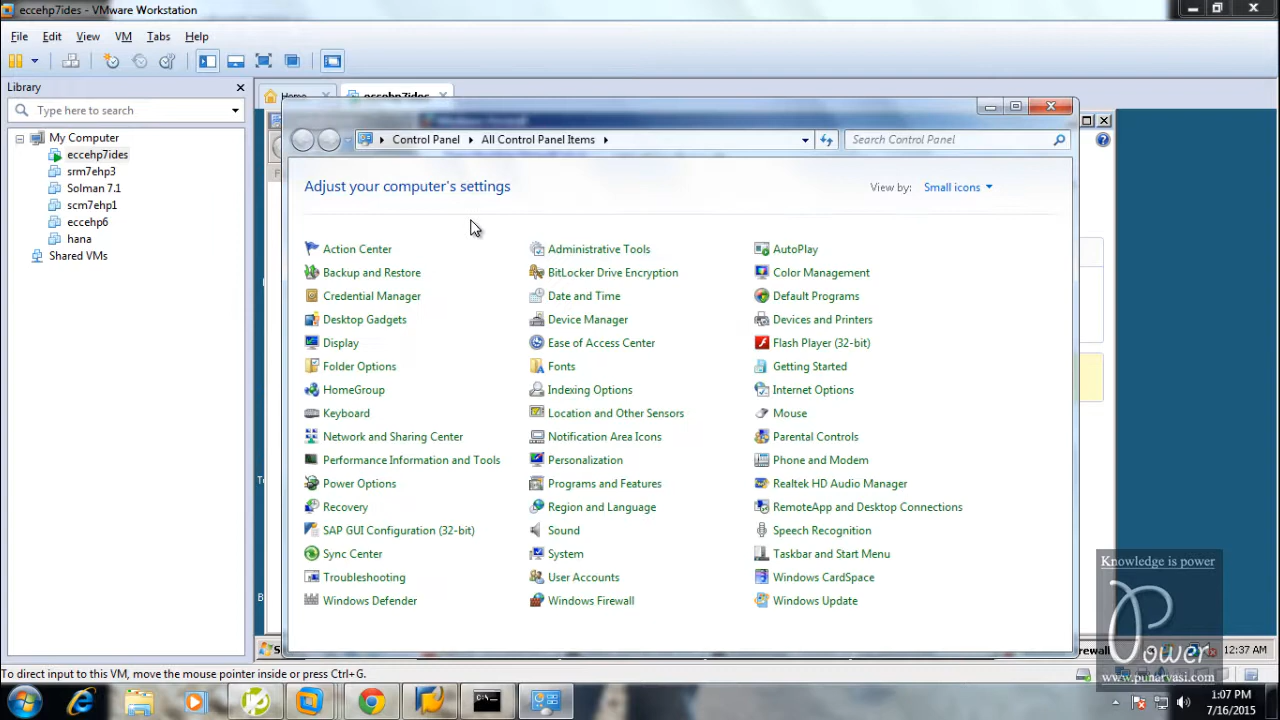 eccehp7ides - VMware Workstation
File Edit View VM Tabs Help
Library
Type here to search
My Computer
eccehp7ides
srm7ehp3
Solman 7.1
scm7ehp1
eccehp6
hana
Shared VMs
Home eccehp7ides
Control Panel All Control Panel Items
Search Control Panel
Adjust your computer's settings
View by: Small icons
Action Center Administrative Tools AutoPlay
Backup and Restore BitLocker Drive Encryption Color Management
Credential Manager Date and Time Default Programs
Desktop Gadgets Device Manager Devices and Printers
Display Ease of Access Center Flash Player (32-bit)
Folder Options Fonts Getting Started
HomeGroup Indexing Options Internet Options
Keyboard Location and Other Sensors Mouse
Network and Sharing Center Notification Area Icons Parental Controls
Performance Information and Tools Personalization Phone and Modem
Power Options Programs and Features Realtek HD Audio Manager
Recovery Region and Language RemoteApp and Desktop Connections
SAP GUI Configuration (32-bit) Sound Speech Recognition
Sync Center System Taskbar and Start Menu
Troubleshooting User Accounts Windows CardSpace
Windows Defender Windows Firewall Windows Update
Knowledge is power
Power
www.punarvasi.com
12:37 AM
To direct input to this VM, move the mouse pointer inside or press Ctrl+G.
1:07 PM
7/16/2015